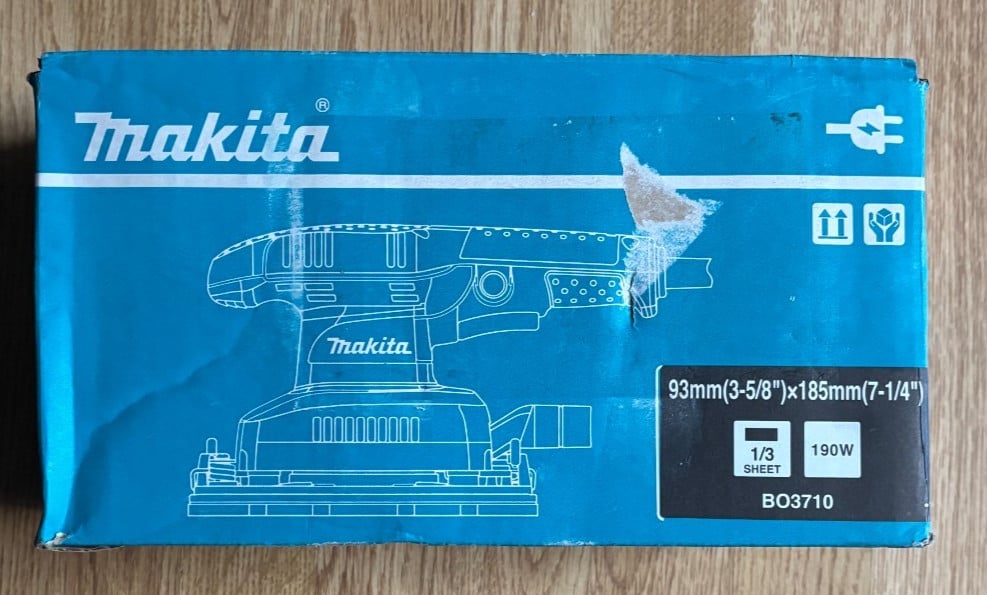 Makita®
Makita
93mm(3-5/8")×185mm(7-1/4")
1/3
SHEET
190W
BO3710